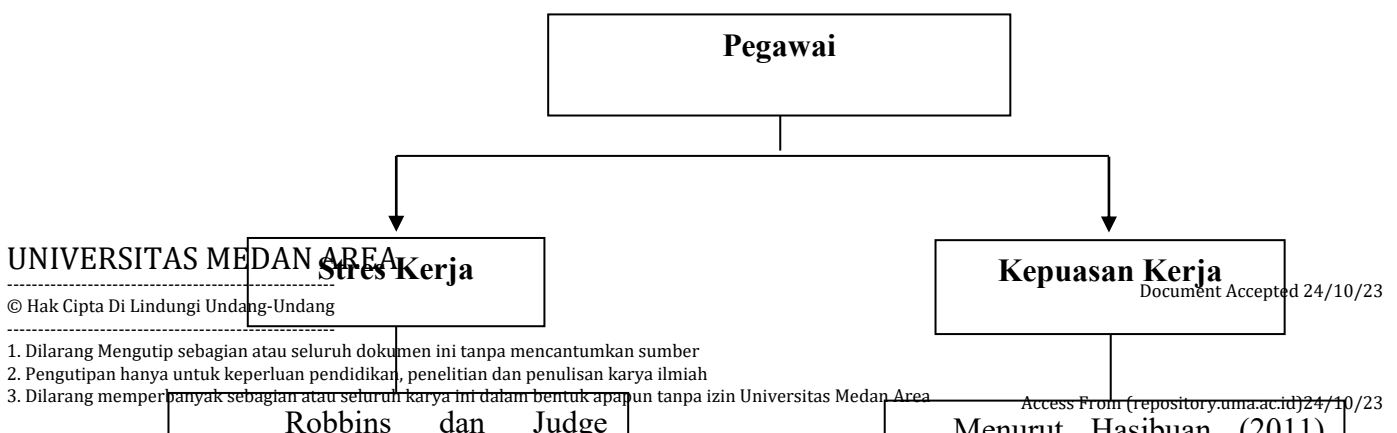 Pegawai
UNIVERSITAS MEDAN AREA
Stres Kerja
Kepuasan Kerja
-----------------------------------------------------
Document Accepted 24/10/23
© Hak Cipta Di Lindungi Undang-Undang
-----------------------------------------------------
1. Dilarang Mengutip sebagian atau seluruh dokumen ini tanpa mencantumkan sumber
2. Pengutipan hanya untuk keperluan pendidikan, penelitian dan penulisan karya ilmiah
3. Dilarang memperbanyak sebagian atau seluruh karya ini dalam bentuk apapun tanpa izin Universitas Medan Area
Access From (repository.uma.ac.id)24/10/23
Robbins dan Judge
Menurut Hasibuan (2011)